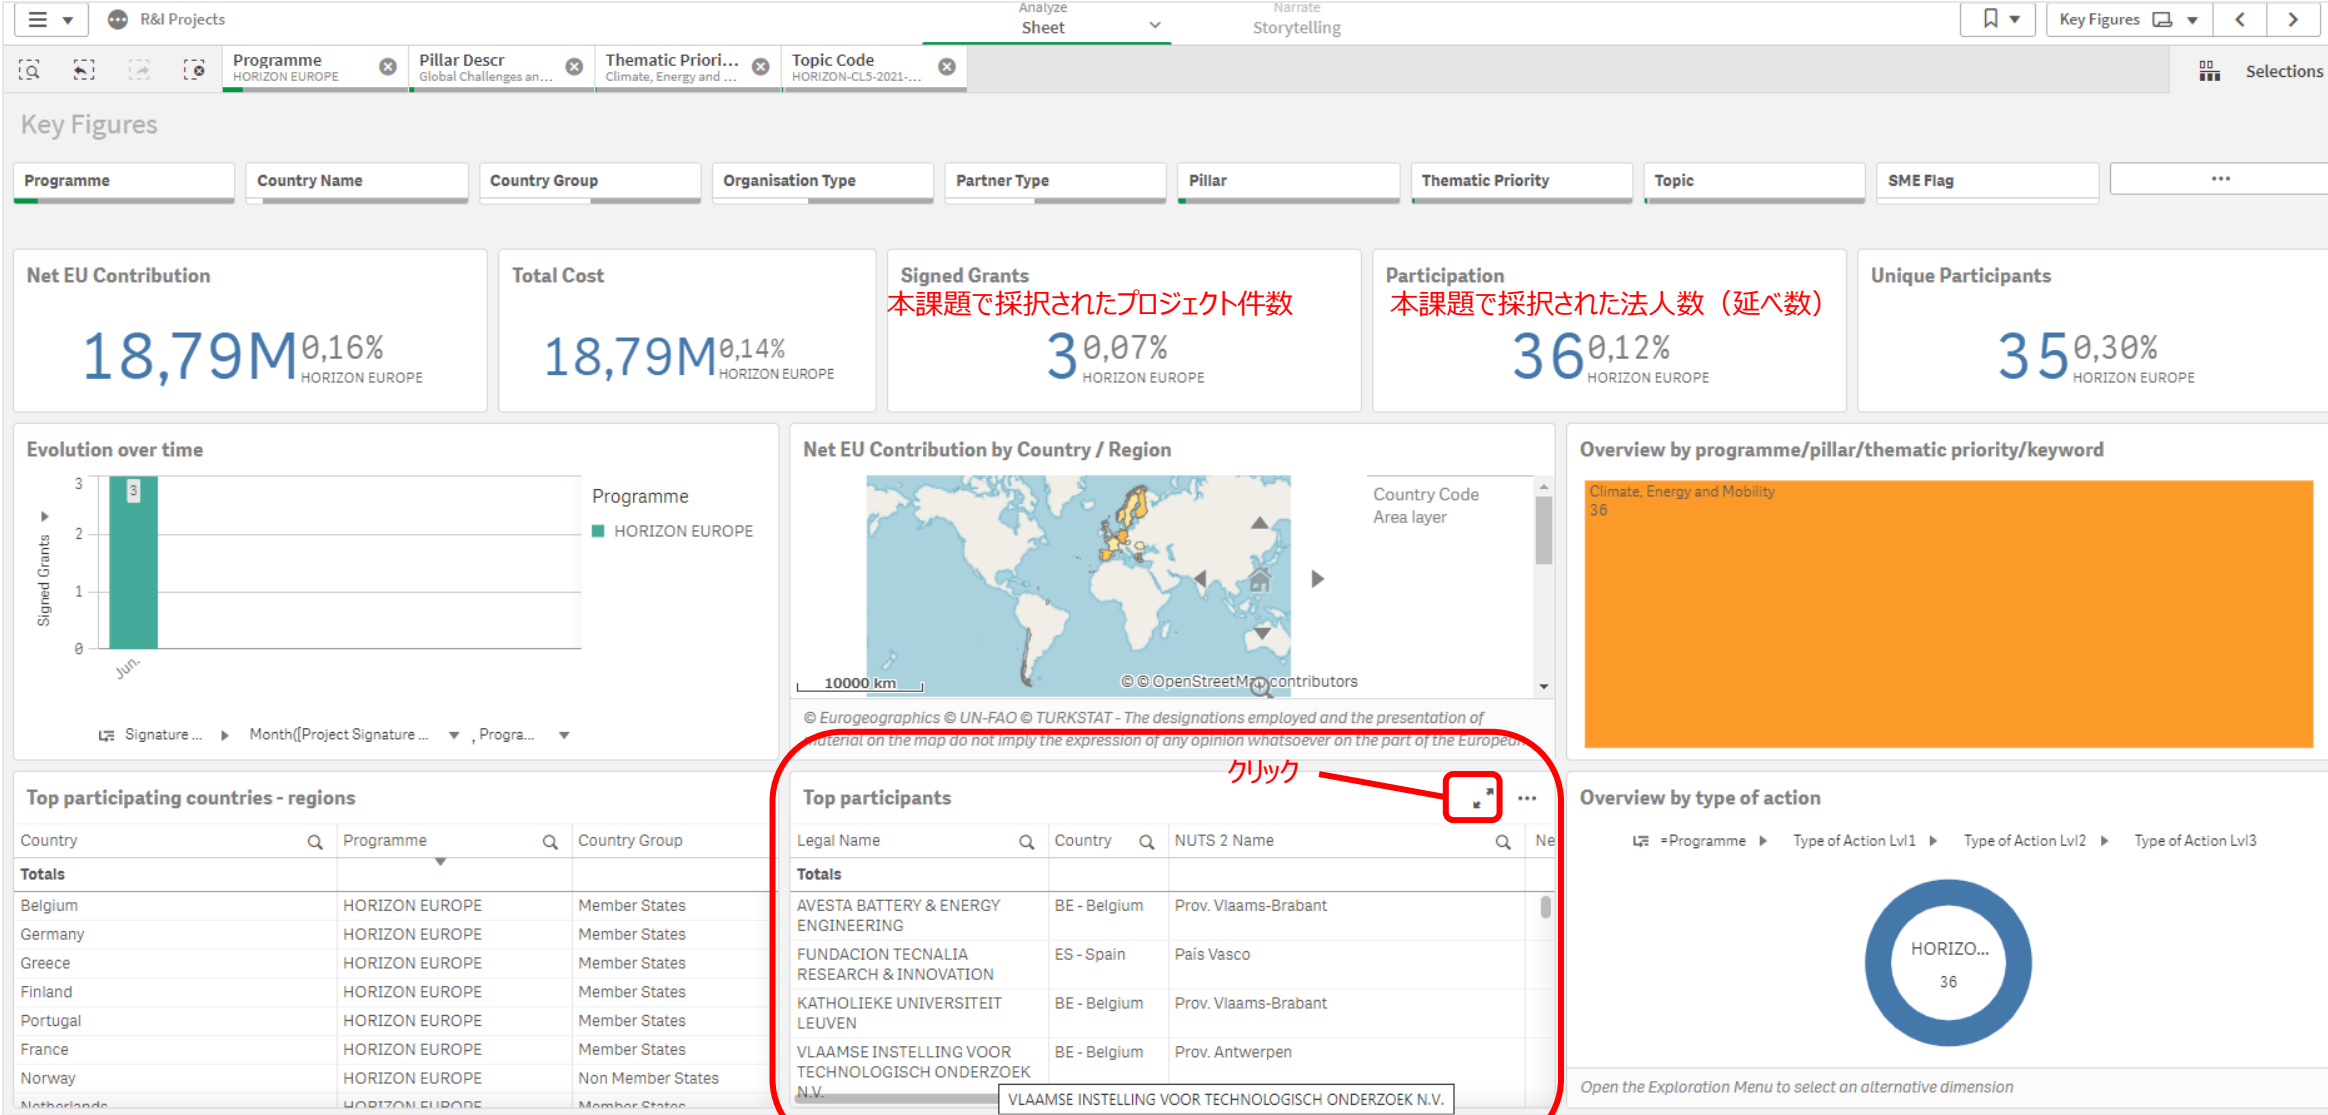 R&I Projects
Analyze
Sheet
Narrate
Storytelling
Key Figures
Programme
HORIZON EUROPE
Pillar Descr
Global Challenges an...
Thematic Priori...
Climate, Energy and ...
Topic Code
HORIZON-CL5-2021-...
Selections
Key Figures
Programme
Country Name
Country Group
Organisation Type
Partner Type
Pillar
Thematic Priority
Topic
SME Flag
...
Net EU Contribution
18,79M 0,16%
HORIZON EUROPE
Total Cost
18,79M 0,14%
HORIZON EUROPE
Signed Grants
本課題で採択されたプロジェクト件数
3 0,07%
HORIZON EUROPE
Participation
本課題で採択された法人数（延べ数）
36 0,12%
HORIZON EUROPE
Unique Participants
35 0,30%
HORIZON EUROPE
Evolution over time
Signed Grants
3
2
1
0
3
Jun.
Programme
HORIZON EUROPE
Signature ...
Month([Project Signature ...
, Progra...
Net EU Contribution by Country / Region
Country Code
Area layer
10000 km
© © OpenStreetMap contributors
© Eurogeographics © UN-FAO © TURKSTAT - The designations employed and the presentation of
material on the map do not imply the expression of any opinion whatsoever on the part of the European
Overview by programme/pillar/thematic priority/keyword
Climate, Energy and Mobility
36
Top participating countries - regions
Country Programme Country Group
Totals
Belgium HORIZON EUROPE Member States
Germany HORIZON EUROPE Member States
Greece HORIZON EUROPE Member States
Finland HORIZON EUROPE Member States
Portugal HORIZON EUROPE Member States
France HORIZON EUROPE Member States
Norway HORIZON EUROPE Non Member States
Netherlands HORIZON EUROPE Member States
クリック
Top participants
...
Legal Name Country NUTS 2 Name Ne
Totals
AVESTA BATTERY & ENERGY BE - Belgium Prov. Vlaams-Brabant
ENGINEERING
FUNDACION TECNALIA ES - Spain País Vasco
RESEARCH & INNOVATION
KATHOLIEKE UNIVERSITEIT BE - Belgium Prov. Vlaams-Brabant
LEUVEN
VLAAMSE INSTELLING VOOR BE - Belgium Prov. Antwerpen
TECHNOLOGISCH ONDERZOEK
N.V.
VLAAMSE INSTELLING VOOR TECHNOLOGISCH ONDERZOEK N.V.
Overview by type of action
=Programme
Type of Action Lvl1
Type of Action Lvl2
Type of Action Lvl3
HORIZO...
36
Open the Exploration Menu to select an alternative dimension